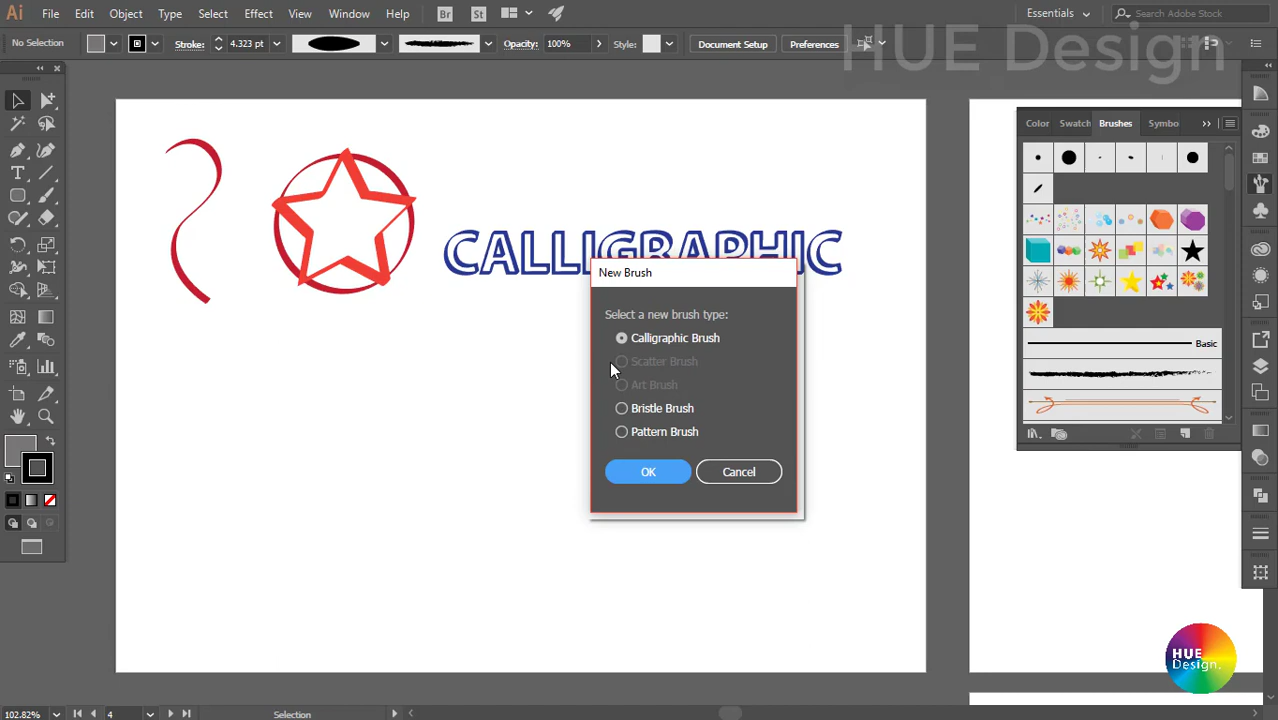 Ai File Edit Object Type Select Effect View Window Help Br St Essentials Search Adobe Stock
No Selection Stroke: 4.323 pt Opacity: 100% Style: Document Setup Preferences
HUE Design
Color Swatch Brushes Symbo
CALLIGRAPHIC
New Brush
Select a new brush type:
Calligraphic Brush
Scatter Brush
Art Brush
Bristle Brush
Pattern Brush
OK Cancel
Basic
HUE
Design.
102.82% 4 Selection